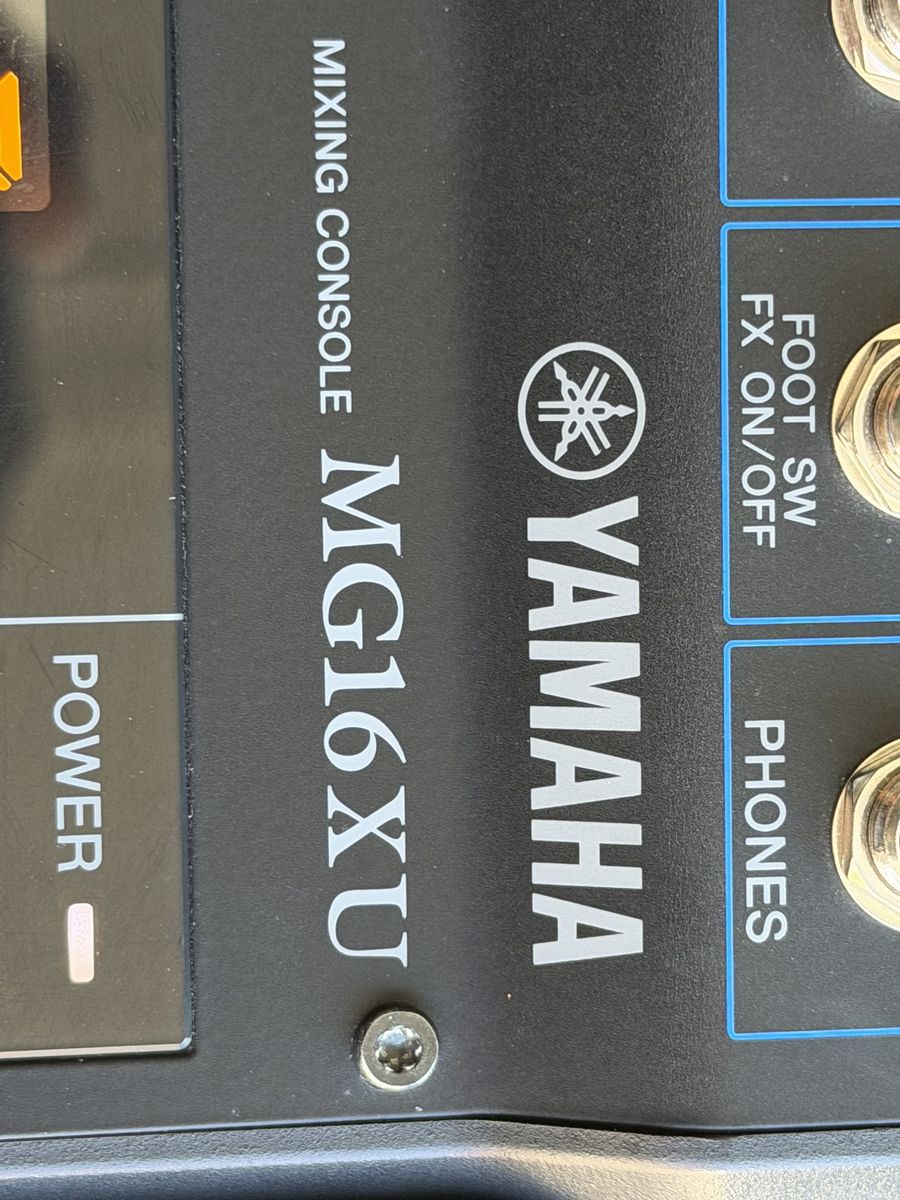 FOOT SW
FX ON/OFF
PHONES
YAMAHA
MIXING CONSOLE MG16XU
POWER